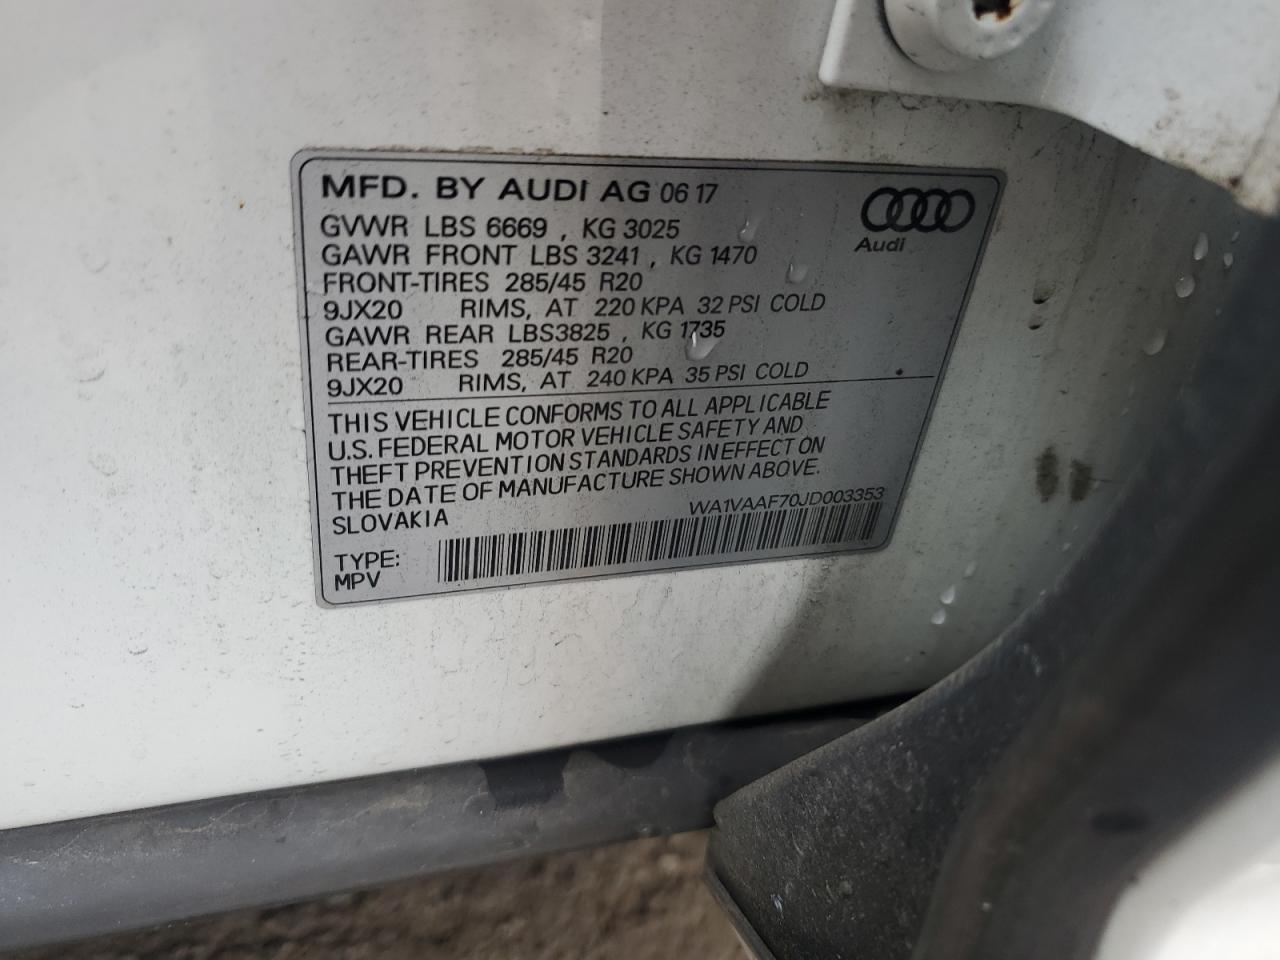 MFD. BY AUDI AG 06 17
Audi
GVWR LBS 6669 , KG 3025
GAWR FRONT LBS 3241 , KG 1470
FRONT-TIRES 285/45 R20
9JX20 RIMS, AT 220 KPA 32 PSI COLD
GAWR REAR LBS3825 , KG 1735
REAR-TIRES 285/45 R20
9JX20 RIMS, AT 240 KPA 35 PSI COLD
THIS VEHICLE CONFORMS TO ALL APPLICABLE
U.S. FEDERAL MOTOR VEHICLE SAFETY AND
THEFT PREVENTION STANDARDS IN EFFECT ON
THE DATE OF MANUFACTURE SHOWN ABOVE.
SLOVAKIA
WA1VAAF70JD003353
TYPE:
MPV